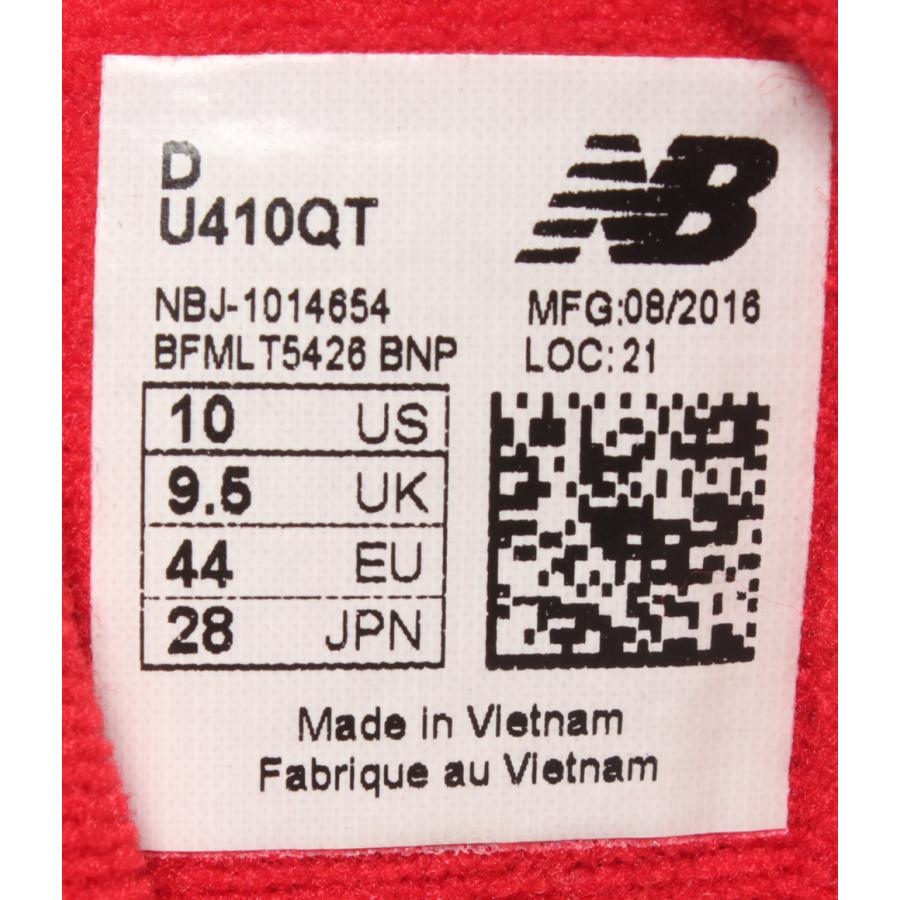 D
U410QT
NB
NBJ-1014654
BFMLT5426 BNP
MFG:08/2016
LOC: 21
10 US
9.5 UK
44 EU
28 JPN
Made in Vietnam
Fabrique au Vietnam